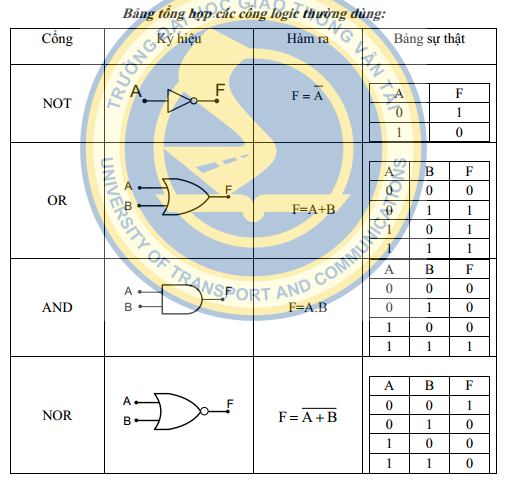 Bảng tổng hợp các cổng logic thường dùng:
Cổng Ký hiệu Hàm ra Bảng sự thật
NOT
A F
F = A̅
A F
0 1
1 0
OR
A
B
F
F=A+B
A B F
0 0 0
0 1 1
1 0 1
1 1 1
AND
A
B
F
F=A.B
A B F
0 0 0
0 1 0
1 0 0
1 1 1
NOR
A
B
F
F = A̅ ̅+̅ ̅B̅
A B F
0 0 1
0 1 0
1 0 0
1 1 0
TRƯỜNG ĐẠI HỌC GIAO THÔNG VẬN TẢI
UNIVERSITY OF TRANSPORT AND COMMUNICATIONS